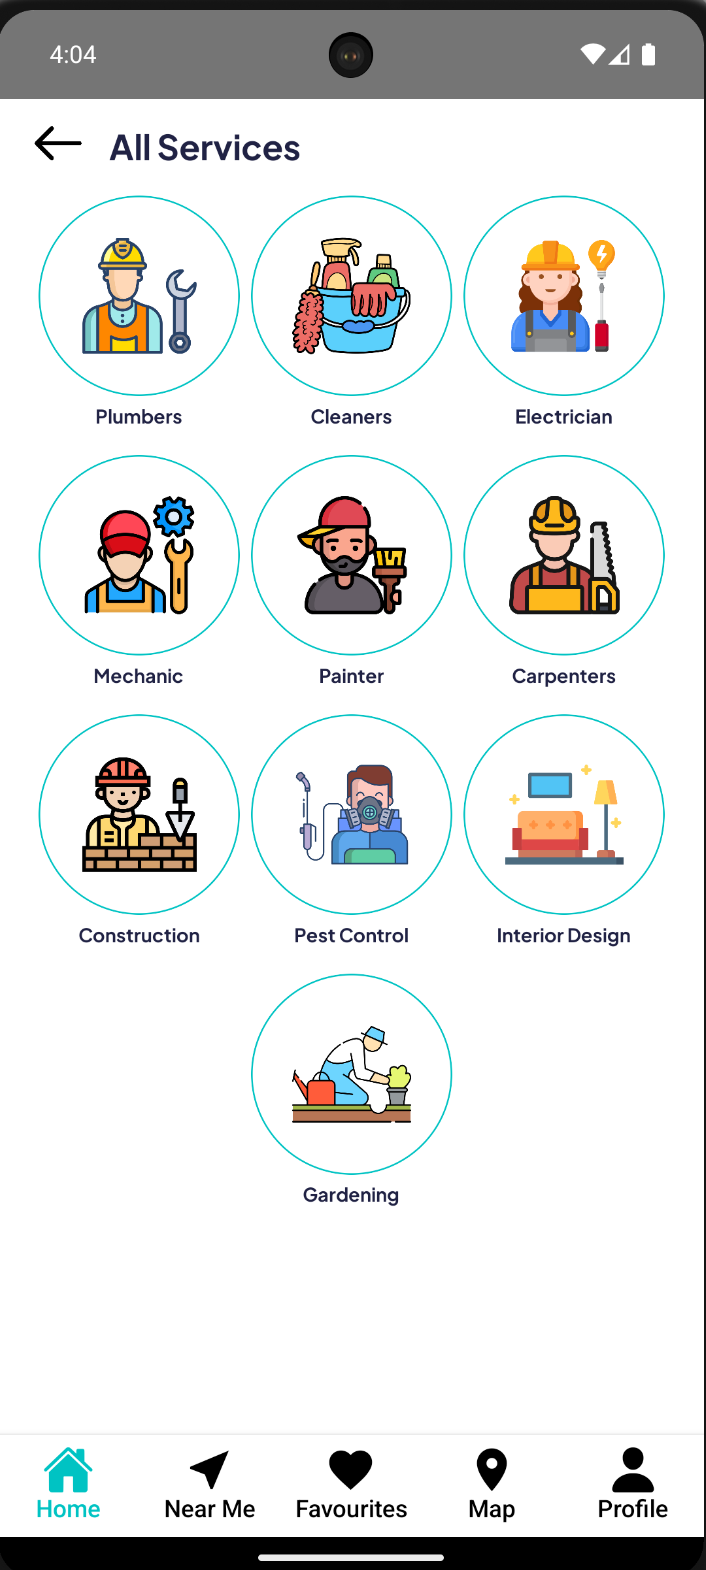 4:04
All Services
Plumbers
Cleaners
Electrician
Mechanic
Painter
Carpenters
Construction
Pest Control
Interior Design
Gardening
Home
Near Me
Favourites
Map
Profile